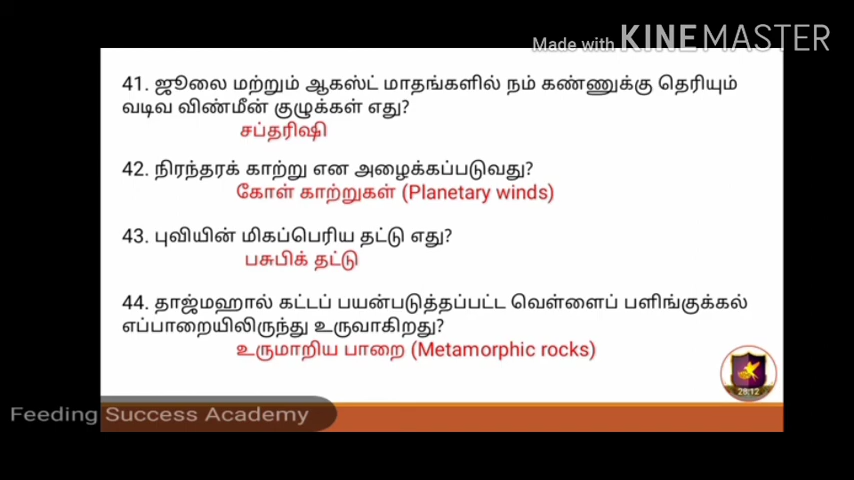 Made with KINEMASTER
41. ஜூலை மற்றும் ஆகஸ்ட் மாதங்களில் நம் கண்ணுக்கு தெரியும்
வடிவ விண்மீன் குழுக்கள் எது?
சப்தரிஷி
42. நிரந்தரக் காற்று என அழைக்கப்படுவது?
கோள் காற்றுகள் (Planetary winds)
43. புவியின் மிகப்பெரிய தட்டு எது?
பசுபிக் தட்டு
44. தாஜ்மஹால் கட்டப் பயன்படுத்தப்பட்ட வெள்ளைப் பளிங்குக்கல்
எப்பாறையிலிருந்து உருவாகிறது?
உருமாறிய பாறை (Metamorphic rocks)
28:12
Feeding Success Academy